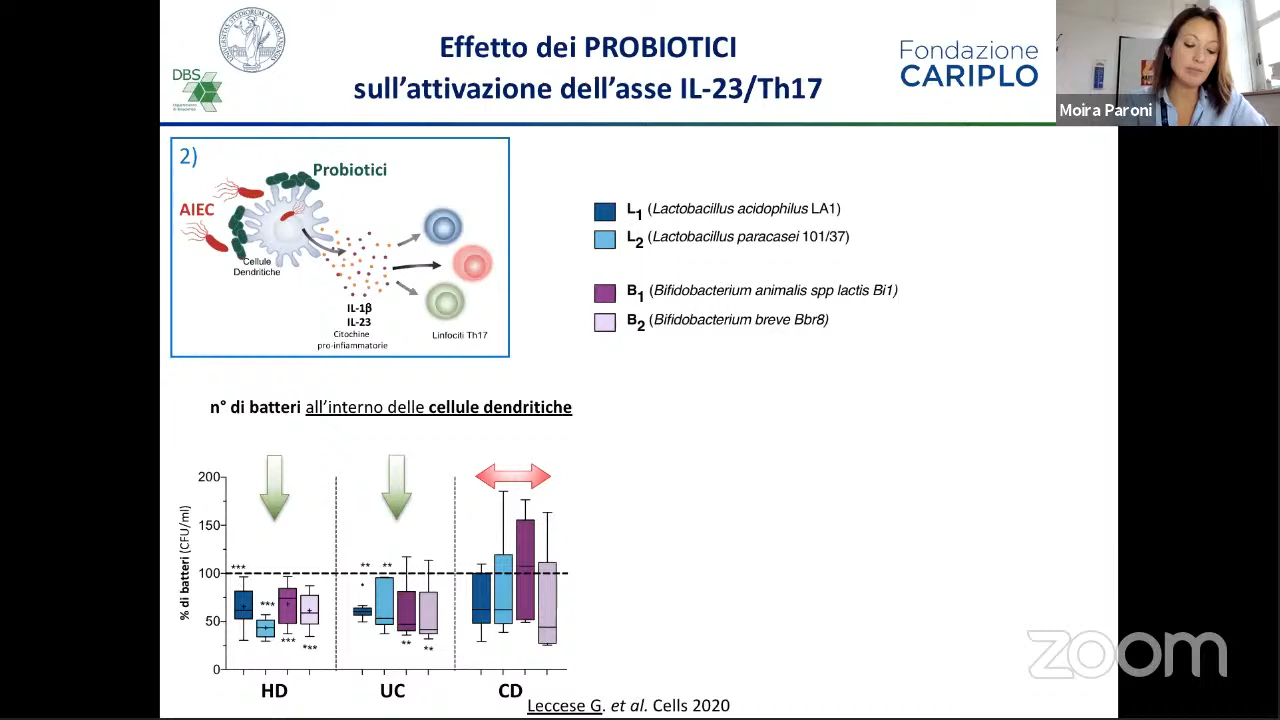 Effetto dei PROBIOTICI
sull'attivazione dell'asse IL-23/Th17
DBS
Fondazione
CARIPLO
Moira Paroni
2)
Probiotici
AIEC
Cellule
Dendritiche
IL-1β
IL-23
Citochine
pro-infiammatorie
Linfociti Th17
L1 (Lactobacillus acidophilus LA1)
L2 (Lactobacillus paracasei 101/37)
B1 (Bifidobacterium animalis spp lactis Bi1)
B2 (Bifidobacterium breve Bbr8)
n° di batteri all'interno delle cellule dendritiche
% di batteri (CFU/ml)
200
150
100
50
0
***
***
***
***
**
**
**
**
HD
UC
CD
Leccese G. et al. Cells 2020
zoom